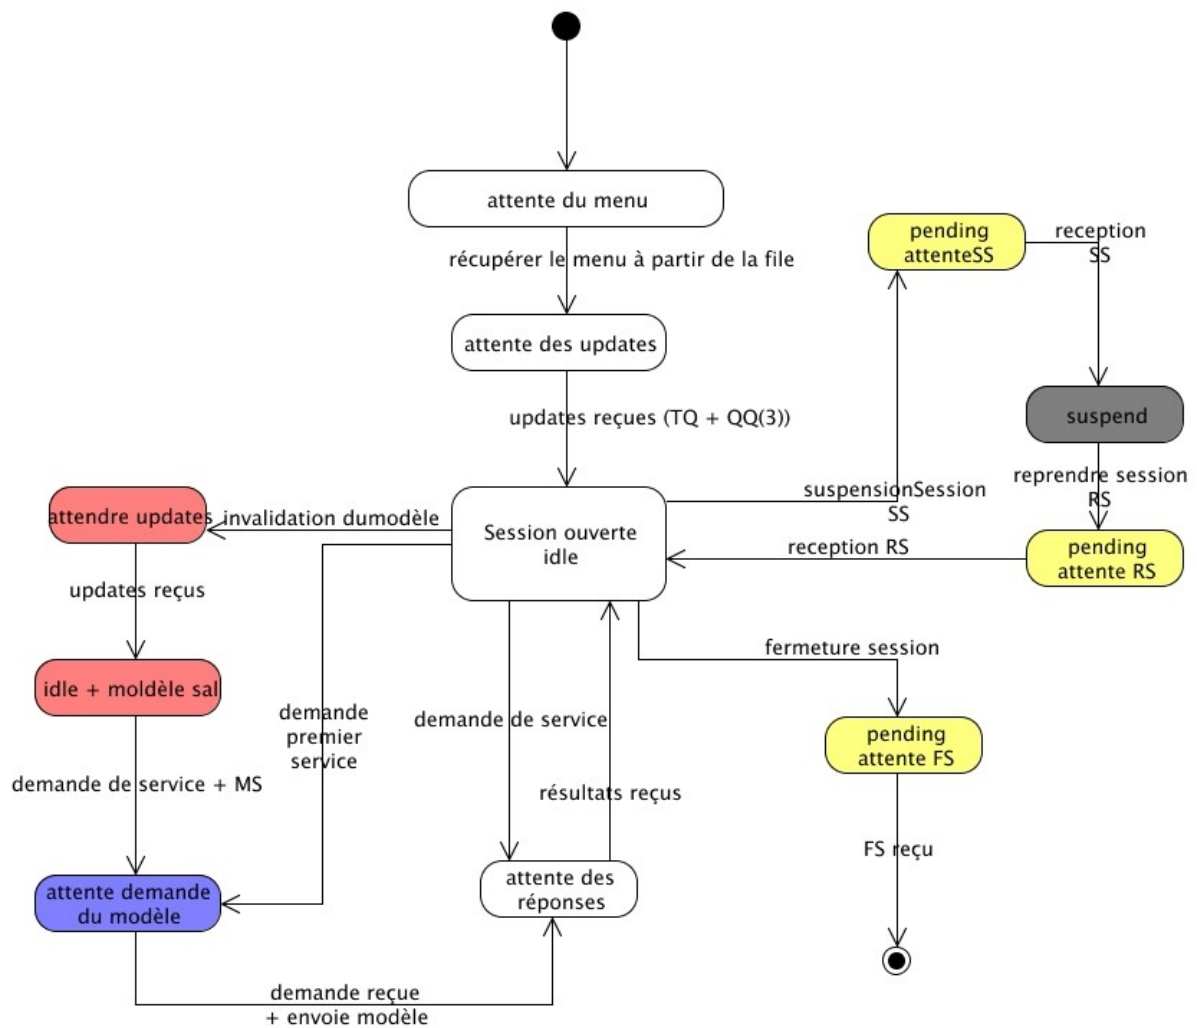 attente du menu
récupérer le menu à partir de la file
attente des updates
updates reçues (TQ + QQ(3))
pending
attenteSS
reception
SS
suspend
reprendre session
RS
pending
attente RS
suspensionSession
SS
reception RS
Session ouverte
idle
invalidation dumodèle
attendre updates
updates reçus
idle + moldèle sal
demande de service + MS
demande
premier
service
demande de service
résultats reçus
fermeture session
pending
attente FS
FS reçu
attente demande
du modèle
attente des
réponses
demande reçue
+ envoie modèle